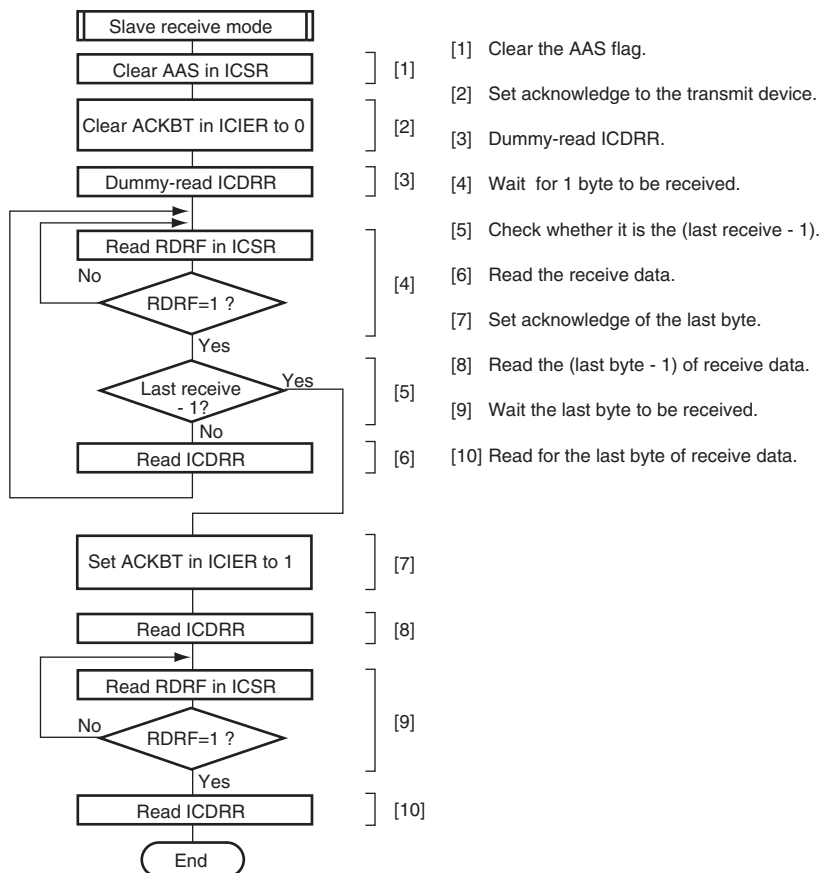 Slave receive mode
Clear AAS in ICSR
[1]
Clear ACKBT in ICIER to 0
[2]
Dummy-read ICDRR
[3]
Read RDRF in ICSR
No
RDRF=1 ?
[4]
Yes
Last receive
- 1?
Yes
[5]
No
Read ICDRR
[6]
Set ACKBT in ICIER to 1
[7]
Read ICDRR
[8]
Read RDRF in ICSR
No
RDRF=1 ?
[9]
Yes
Read ICDRR
[10]
End
[1] Clear the AAS flag.
[2] Set acknowledge to the transmit device.
[3] Dummy-read ICDRR.
[4] Wait for 1 byte to be received.
[5] Check whether it is the (last receive - 1).
[6] Read the receive data.
[7] Set acknowledge of the last byte.
[8] Read the (last byte - 1) of receive data.
[9] Wait the last byte to be received.
[10] Read for the last byte of receive data.